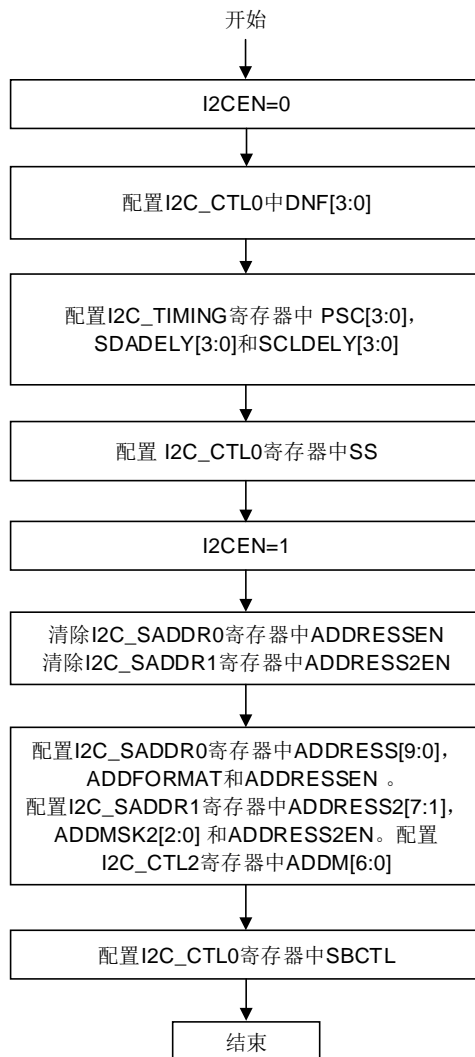 开始
I2CEN=0
配置I2C_CTL0中DNF[3:0]
配置I2C_TIMING寄存器中 PSC[3:0]，
SDADELY[3:0]和SCLDELY[3:0]
配置 I2C_CTL0寄存器中SS
I2CEN=1
清除I2C_SADDR0寄存器中ADDRESSEN
清除I2C_SADDR1寄存器中ADDRESS2EN
配置I2C_SADDR0寄存器中ADDRESS[9:0]，
ADDFORMAT和ADDRESSEN 。
配置I2C_SADDR1寄存器中ADDRESS2[7:1]，
ADDMSK2[2:0] 和ADDRESS2EN。配置
I2C_CTL2寄存器中ADDM[6:0]
配置I2C_CTL0寄存器中SBCTL
结束